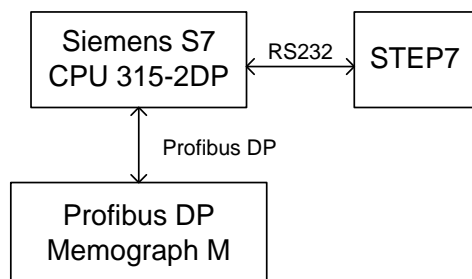 Siemens S7
CPU 315-2DP
RS232
STEP7
Profibus DP
Profibus DP
Memograph M